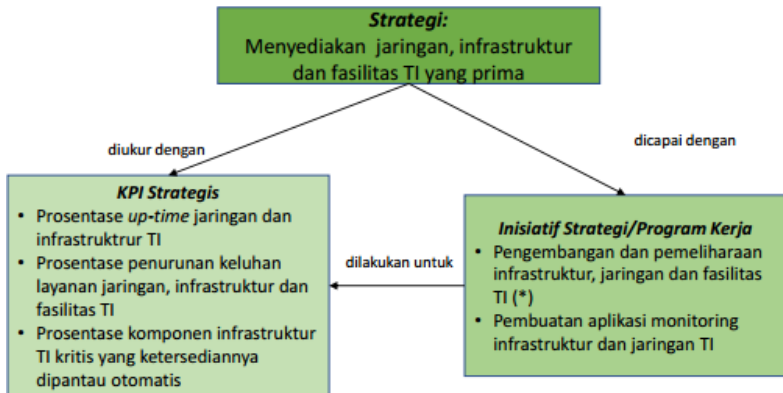 Strategi:
Menyediakan jaringan, infrastruktur
dan fasilitas TI yang prima
diukur dengan
dicapai dengan
KPI Strategis
• Prosentase up-time jaringan dan
infrastruktrur TI
• Prosentase penurunan keluhan
layanan jaringan, infrastruktur dan
fasilitas TI
• Prosentase komponen infrastruktur
TI kritis yang ketersediannya
dipantau otomatis
dilakukan untuk
Inisiatif Strategi/Program Kerja
• Pengembangan dan pemeliharaan
infrastruktur, jaringan dan fasilitas
TI (*)
• Pembuatan aplikasi monitoring
infrastruktur dan jaringan TI